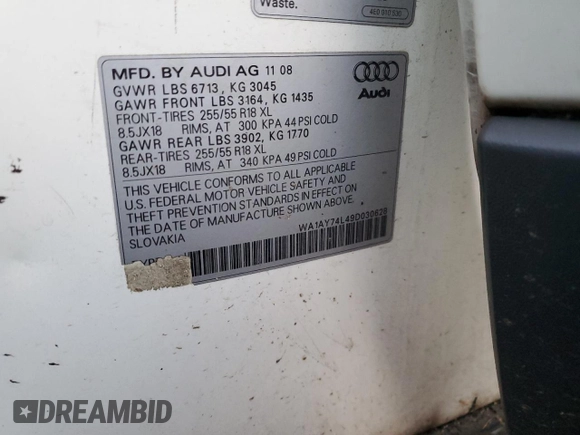 Waste.
4E0 010 300
MFD. BY AUDI AG 11 08
GVWR LBS 6713, KG 3045
GAWR FRONT LBS 3164, KG 1435
FRONT-TIRES 255/55 R18 XL
8.5JX18 RIMS, AT 300 KPA 44 PSI COLD
GAWR REAR LBS 3902, KG 1770
REAR-TIRES 255/55 R18 XL
8.5JX18 RIMS, AT 340 KPA 49 PSI COLD
Audi
THIS VEHICLE CONFORMS TO ALL APPLICABLE
U.S. FEDERAL MOTOR VEHICLE SAFETY AND
THEFT PREVENTION STANDARDS IN EFFECT ON
THE DATE OF MANUFACTURE SHOWN ABOVE
SLOVAKIA
WA1AY74L49D030628
DREAMBID